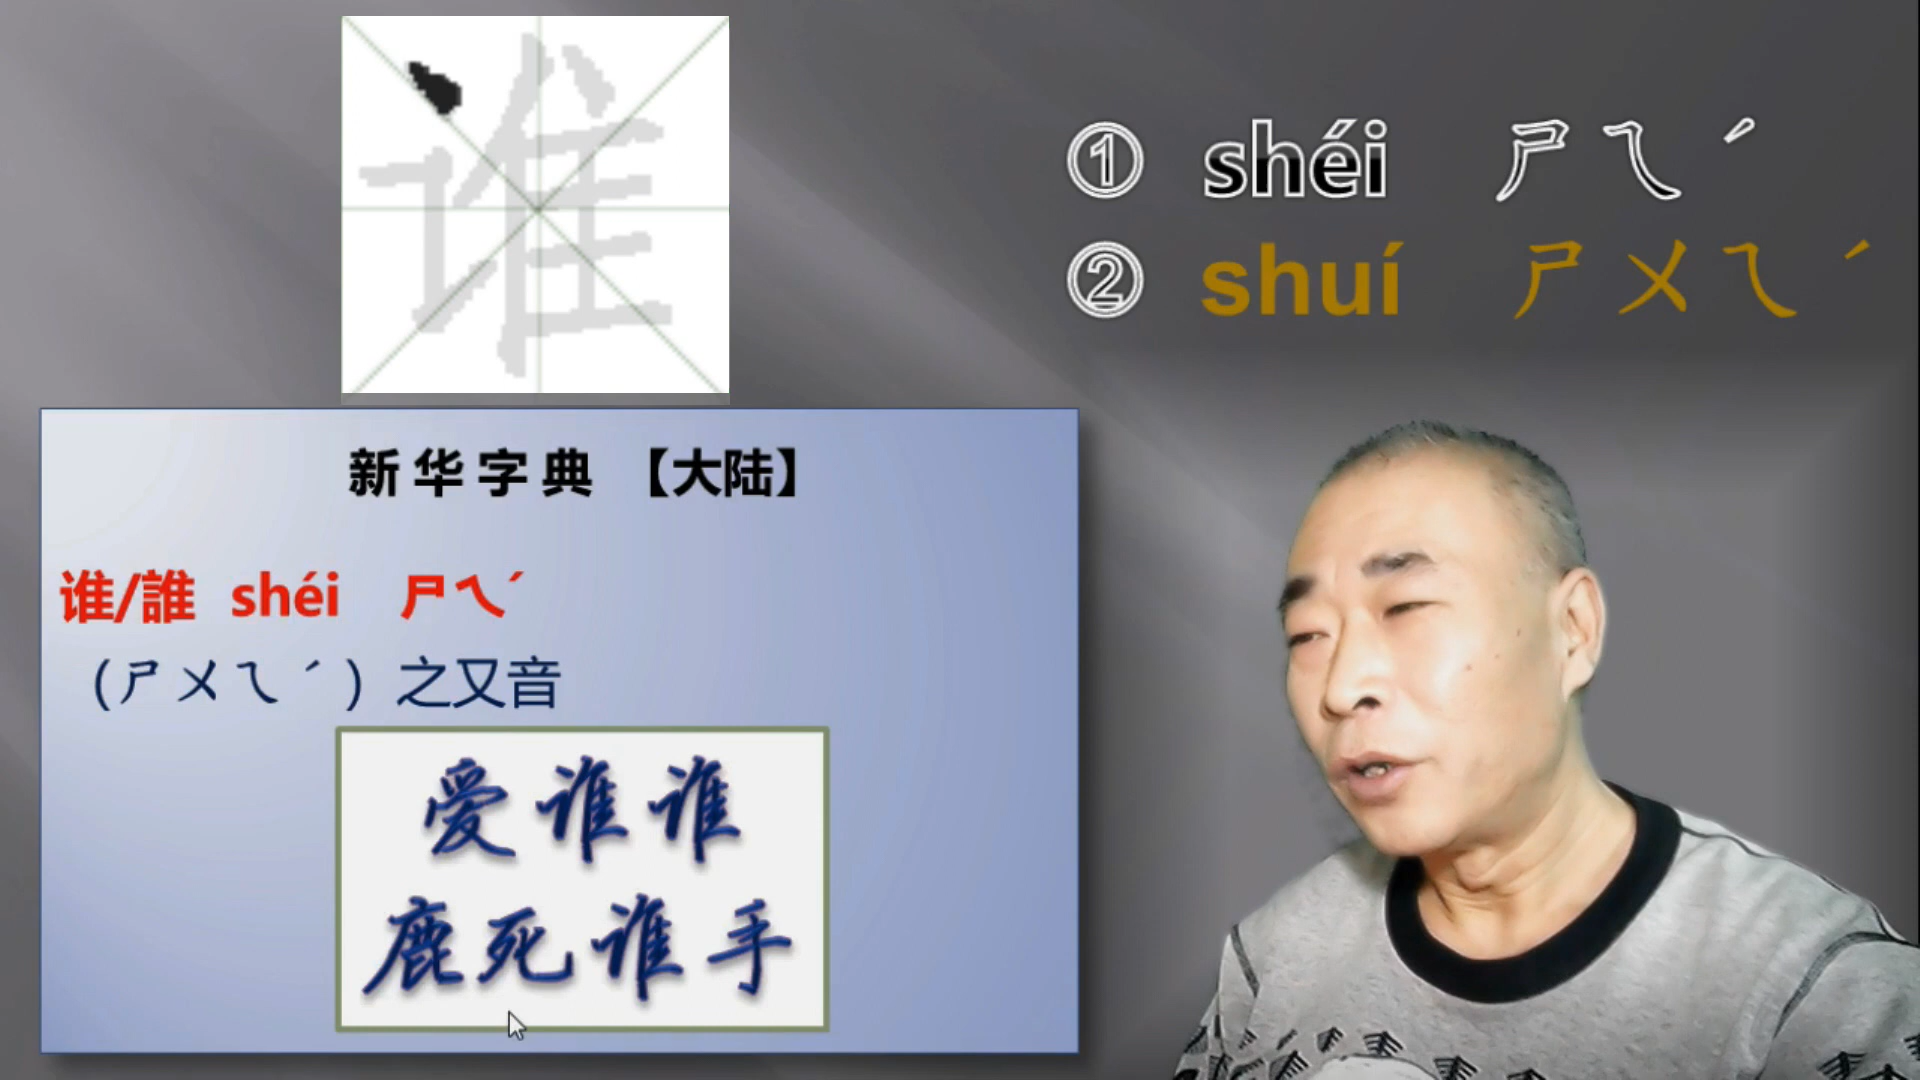 谁
① shéi ㄕㄟˊ
② shuí ㄕㄨㄟˊ
新华字典【大陆】
谁/誰 shéi ㄕㄟˊ
(ㄕㄨㄟˊ) 之又音
爱谁谁
鹿死谁手